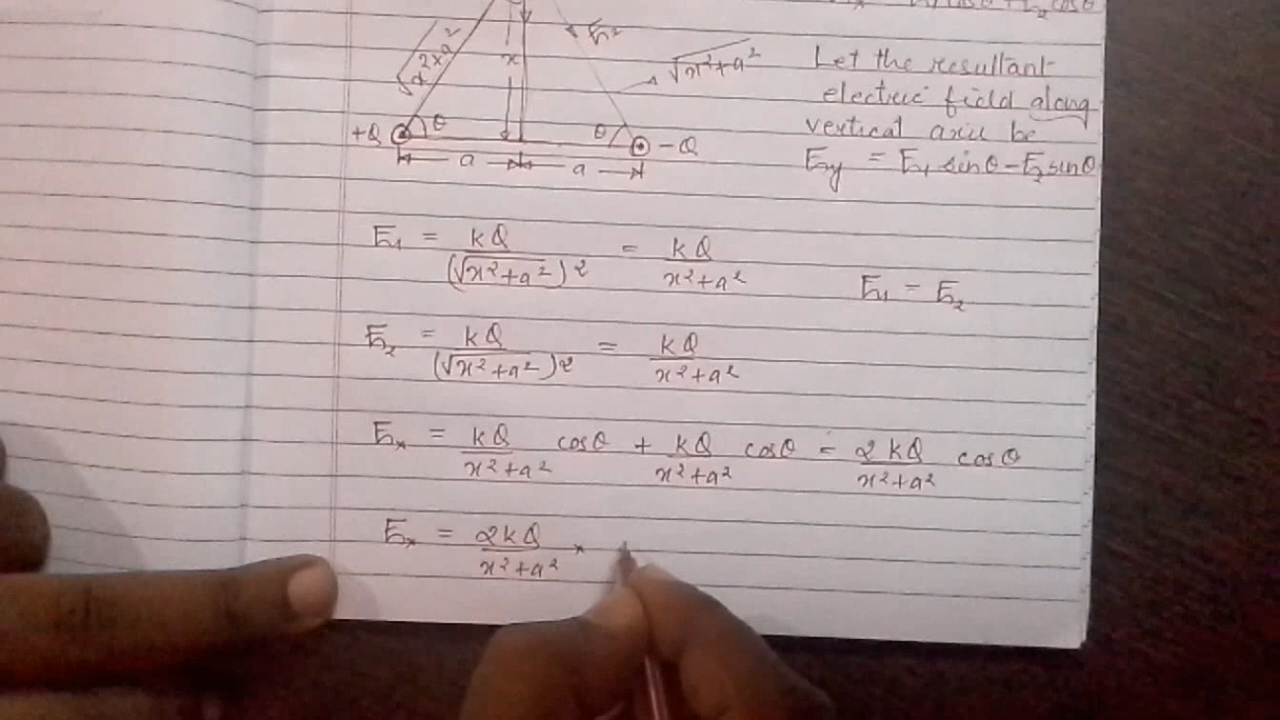 E₂
x
√x²+a²
Let the resultant
electric field along
vertical axis be
Ey = E₁ sinθ - E₂ sinθ
+Q θ θ -Q
a a
E₁ = kQ/(√x²+a²)² = kQ/x²+a²
E₁ = E₂
E₂ = kQ/(√x²+a²)² = kQ/x²+a²
Eₓ = kQ/x²+a² cosθ + kQ/x²+a² cosθ = 2kQ/x²+a² cosθ
Eₓ = 2kQ/x²+a² ×